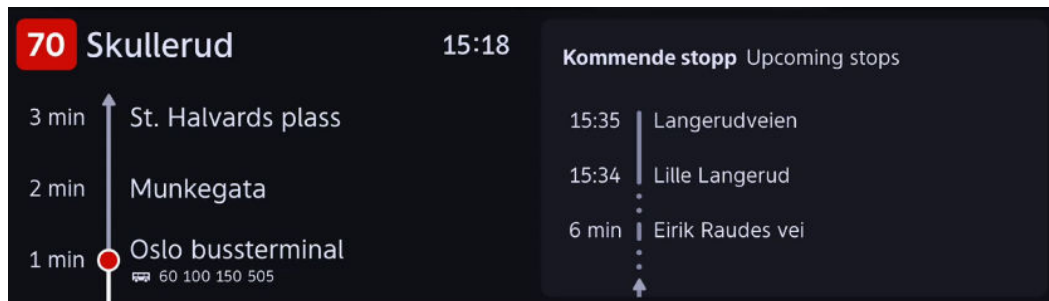 70 Skullerud 15:18
3 min St. Halvards plass
2 min Munkegata
1 min Oslo bussterminal
60 100 150 505
Kommende stopp Upcoming stops
15:35 Langerudveien
15:34 Lille Langerud
6 min Eirik Raudes vei